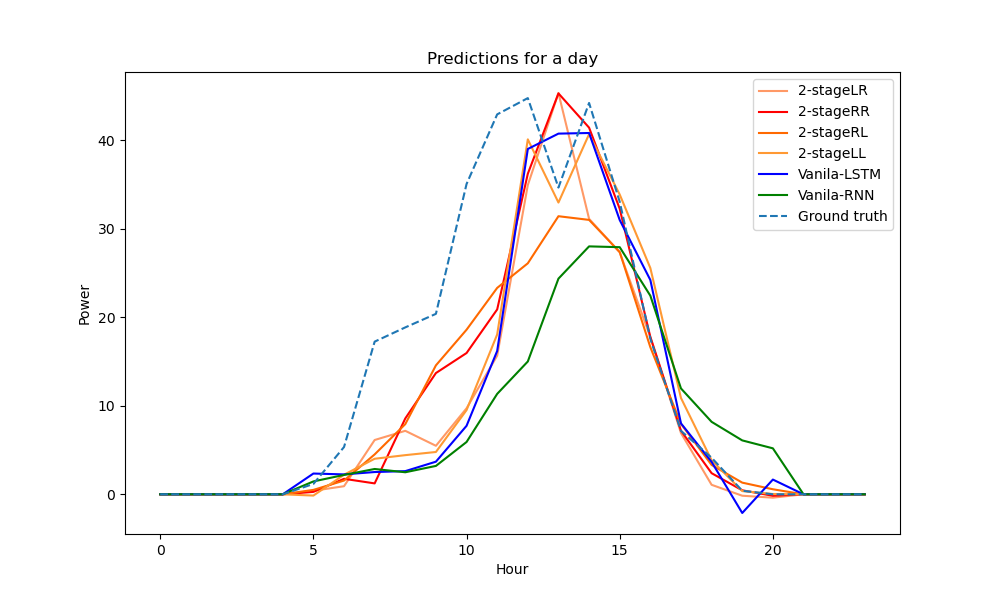 Predictions for a day
2-stageLR
2-stageRR
2-stageRL
2-stageLL
Vanila-LSTM
Vanila-RNN
Ground truth
Power
40
30
20
10
0
0 5 10 15 20
Hour